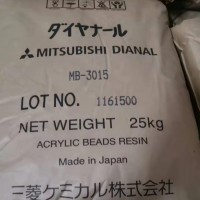 ダイヤナール
MITSUBISHI DIANAL
MB-3015
LOT NO. 1161500
NET WEIGHT 25kg
ACRYLIC BEADS RESIN
Made in Japan
三菱ケミカル株式会社